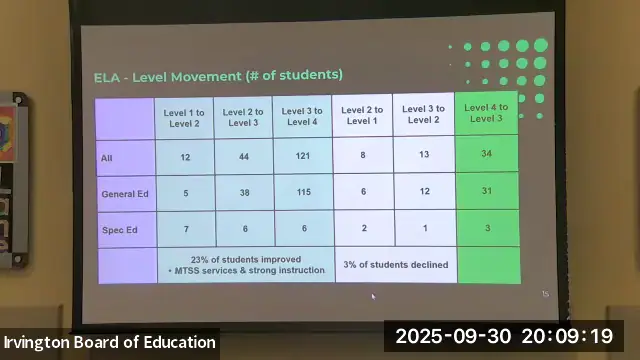 ELA - Level Movement (# of students)
Level 1 to Level 2 Level 2 to Level 3 Level 3 to Level 4 Level 2 to Level 1 Level 3 to Level 2 Level 4 to Level 3
All 12 44 121 8 13 34
General Ed 5 38 115 6 12 31
Spec Ed 7 6 6 2 1 3
23% of students improved
• MTSS services & strong instruction
3% of students declined
15
Irvington Board of Education
2025-09-30 20:09:19